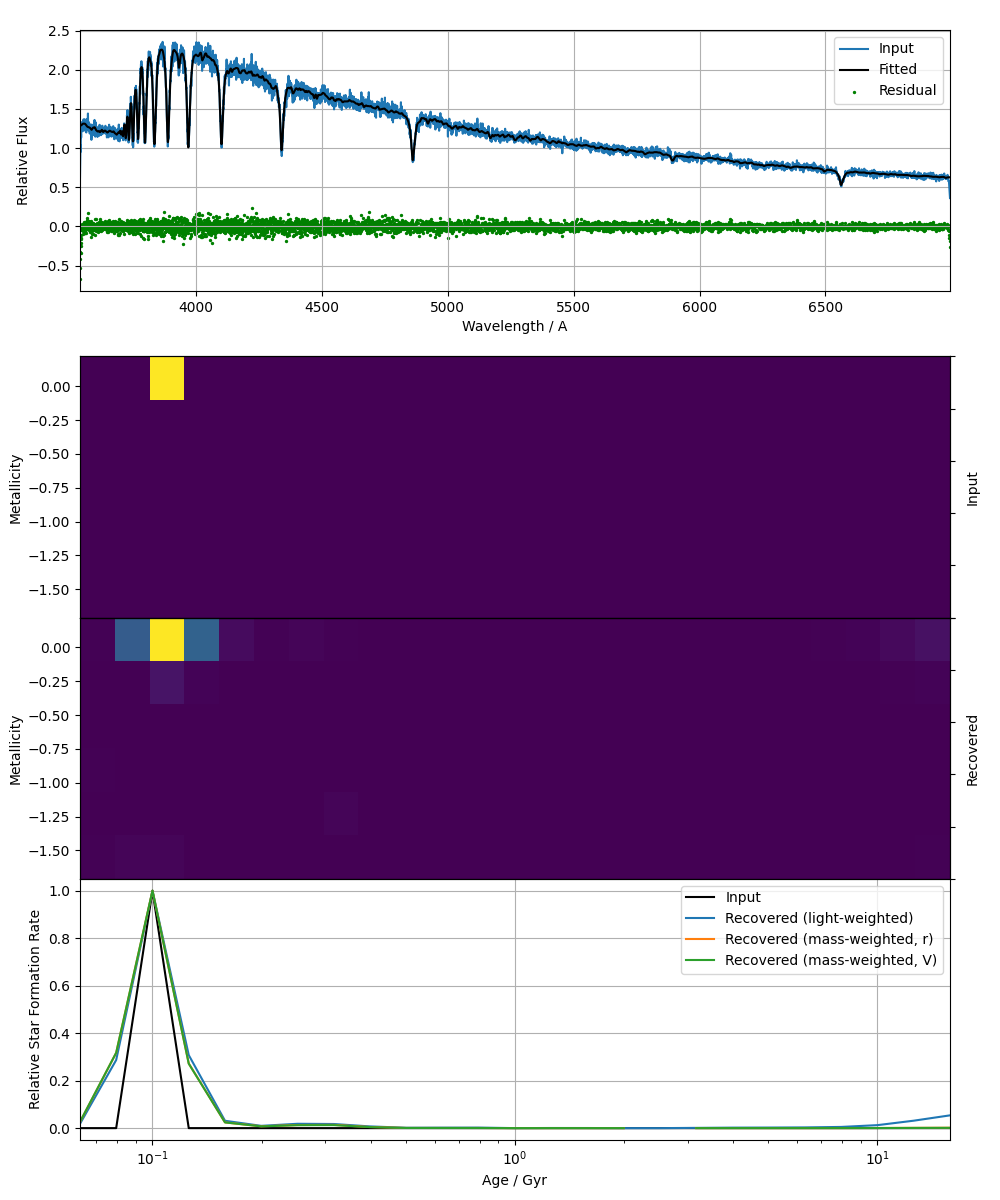 2.5
2.0
1.5
1.0
0.5
0.0
−0.5
Relative Flux
Input
Fitted
Residual
4000 4500 5000 5500 6000 6500
Wavelength / A
0.00
−0.25
−0.50
−0.75
−1.00
−1.25
−1.50
Metallicity
Input
0.00
−0.25
−0.50
−0.75
−1.00
−1.25
−1.50
Metallicity
Recovered
1.0
0.8
0.6
0.4
0.2
0.0
Relative Star Formation Rate
Input
Recovered (light-weighted)
Recovered (mass-weighted, r)
Recovered (mass-weighted, V)
10⁻¹ 10⁰ 10¹
Age / Gyr